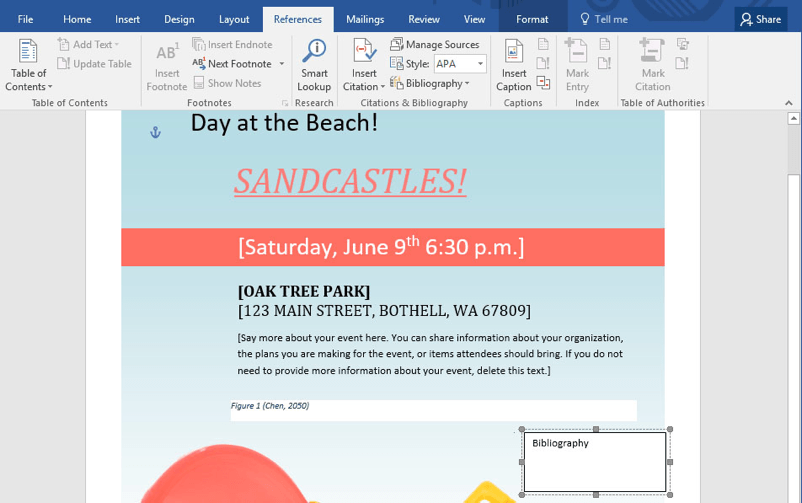 File Home Insert Design Layout References Mailings Review View Format Tell me Share
Table of Contents
Add Text
Update Table
Table of Contents
AB1
Insert Footnote
Insert Endnote
AB1 Next Footnote
Show Notes
Footnotes
Smart Lookup
Research
Insert Citation
Manage Sources
Style: APA
Bibliography
Citations & Bibliography
Insert Caption
Captions
Mark Entry
Index
Mark Citation
Table of Authorities
Day at the Beach!
SANDCASTLES!
[Saturday, June 9th 6:30 p.m.]
[OAK TREE PARK]
[123 MAIN STREET, BOTHELL, WA 67809]
[Say more about your event here. You can share information about your organization,
the plans you are making for the event, or items attendees should bring. If you do not
need to provide more information about your event, delete this text.]
Figure 1 (Chen, 2050)
Bibliography